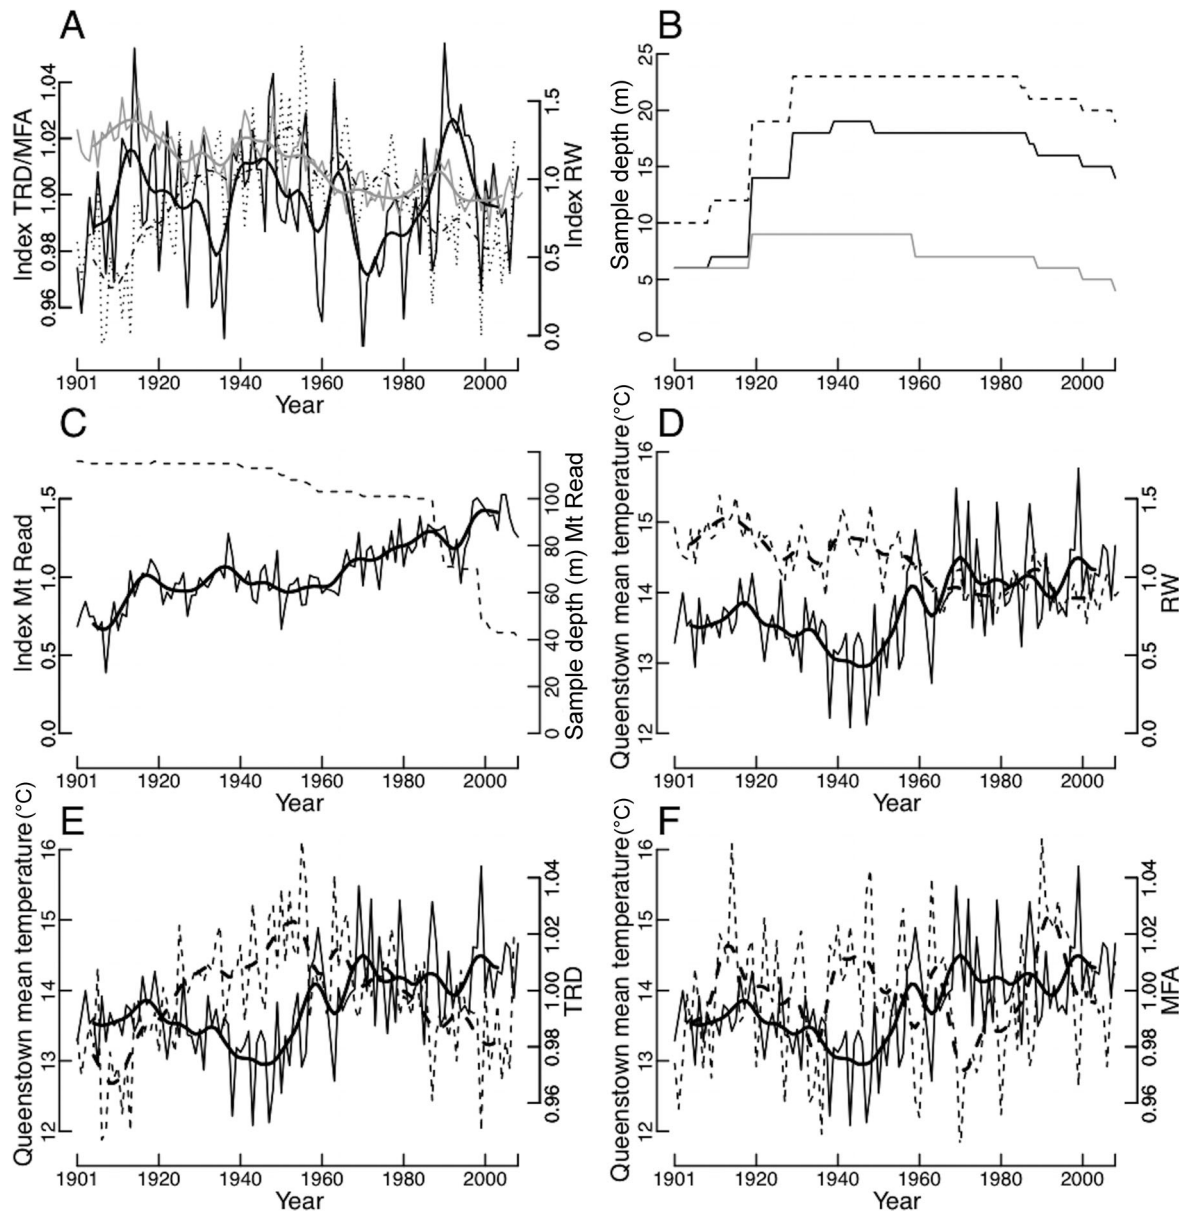 A
Index TRD/MFA
0.96 0.98 1.00 1.02 1.04
0.0 0.5 1.0 1.5
Index RW
1901 1920 1940 1960 1980 2000
Year
B
Sample depth (m)
0 5 10 15 20 25
1901 1920 1940 1960 1980 2000
C
Index Mt Read
0.0 0.5 1.0 1.5
0 20 40 60 80 100
Sample depth (m) Mt Read
1901 1920 1940 1960 1980 2000
Year
D
Queenstown mean temperature (°C)
12 13 14 15 16
0.0 0.5 1.0 1.5
RW
1901 1920 1940 1960 1980 2000
Year
E
Queenstown mean temperature (°C)
12 13 14 15 16
0.96 0.98 1.00 1.02 1.04
TRD
1901 1920 1940 1960 1980 2000
Year
F
Queenstown mean temperature (°C)
12 13 14 15 16
0.96 0.98 1.00 1.02 1.04
MFA
1901 1920 1940 1960 1980 2000
Year